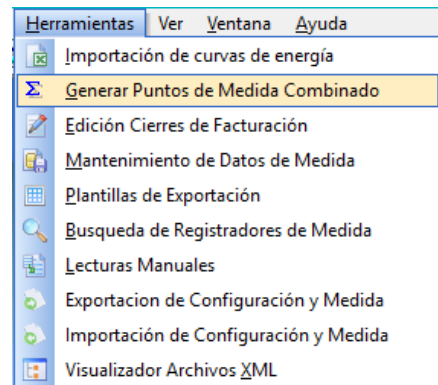 Herramientas Ver Ventana Ayuda
Importación de curvas de energía
Σ Generar Puntos de Medida Combinado
Edición Cierres de Facturación
Mantenimiento de Datos de Medida
Plantillas de Exportación
Busqueda de Registradores de Medida
Lecturas Manuales
Exportacion de Configuración y Medida
Importación de Configuración y Medida
Visualizador Archivos XML